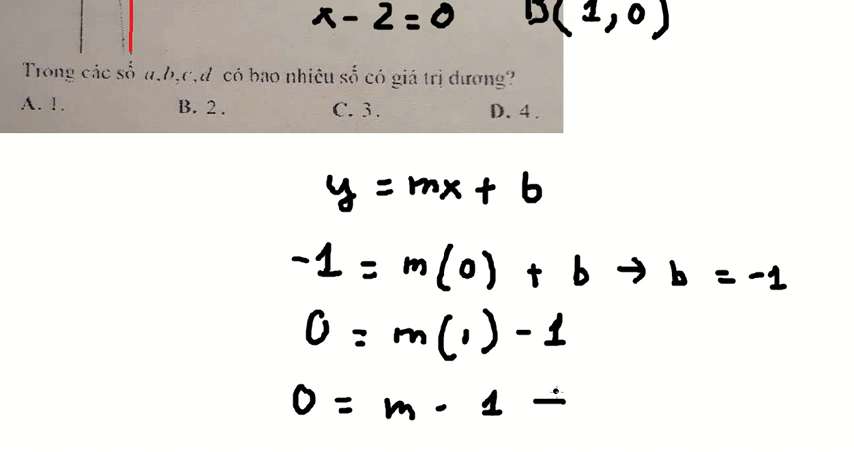 x - 2 = 0 B(1,0)
Trong các số a,b,c,d có bao nhiêu số có giá trị dương?
A. 1. B. 2. C. 3. D. 4.
y = mx + b
-1 = m(0) + b → b = -1
0 = m(1) - 1
0 = m - 1